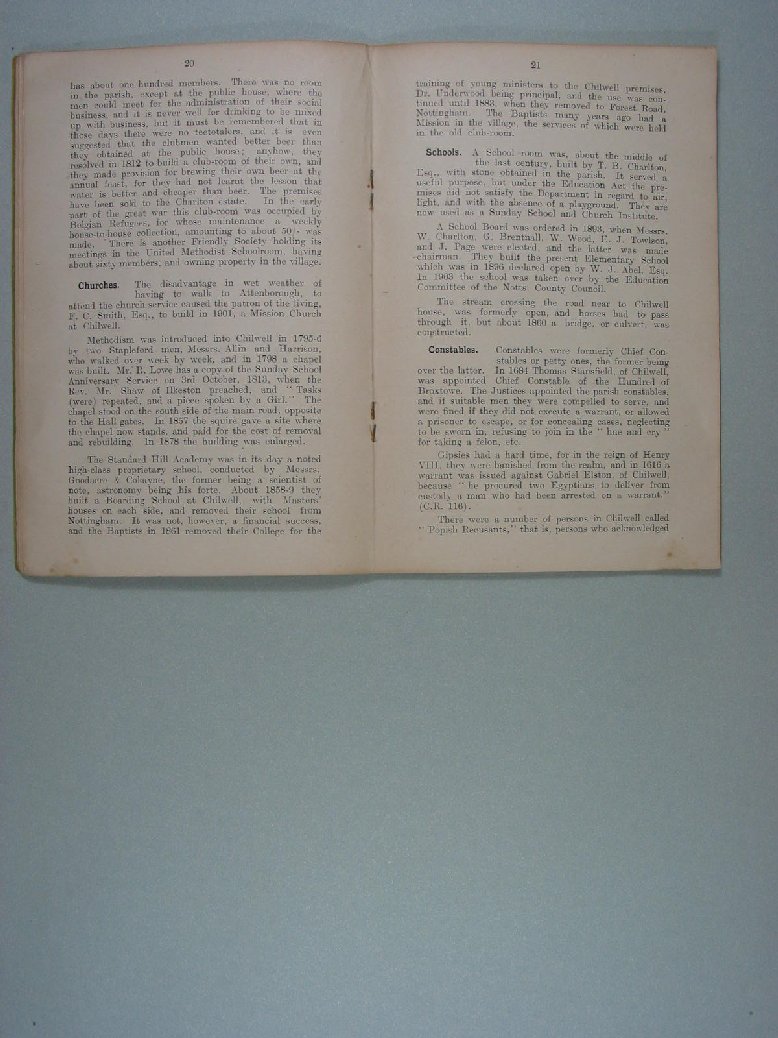 20
has about one hundred members. There was no room
in the parish, except at the public house, where the
men could meet for the administration of their social
business, and it is never well for drinking to be mixed
up with business, but it must be remembered that in
those days there were no teetotalers, and it is even
suggested that the clubmen wanted better beer than
they obtained at the public house; anyhow, they
resolved in 1812 to build a club-room of their own, and
they made provision for brewing their own beer at the
annual feast, for they had not learnt the lesson that
water is better and cheaper than beer. The premises
have been sold to the Charlton estate. In the early
part of the great war this club-room was occupied by
Belgian Refugees, for whose maintenance a weekly
house-to-house collection, amounting to about 50/- was
made. There is another Friendly Society holding its
meetings in the United Methodist Schoolroom, having
about sixty members, and owning property in the village.
Churches. The disadvantage in wet weather of
having to walk to Attenborough, to
attend the church service caused the patron of the living,
F. C. Smith, Esq., to build in 1901, a Mission Church
at Chilwell.
Methodism was introduced into Chilwell in 1795-6
by two Stapleford men, Messrs. Allin and Harrison,
who walked over week by week, and in 1798 a chapel
was built. Mr. E. Lowe has a copy of the Sunday School
Anniversary Service on 3rd October, 1813, when the
Rev. Mr. Shaw of Ilkeston preached, and "Tasks
(were) repeated, and a piece spoken by a Girl." The
chapel stood on the south side of the main road, opposite
to the Hall gates. In 1857 the squire gave a site where
the chapel now stands, and paid for the cost of removal
and rebuilding. In 1878 the building was enlarged.
The Standard Hill Academy was in its day a noted
high-class proprietary school, conducted by Messrs.
Goodacre & Cobayne, the former being a scientist of
note, astronomy being his forte. About 1858-9 they
built a Boarding School at Chilwell with Masters'
houses on each side, and removed their school from
Nottingham. It was not, however, a financial success,
and the Baptists in 1861 removed their College for the
21
training of young ministers to the Chilwell premises,
Dr. Underwood being principal, and the use was con-
tinued until 1883, when they removed to Forest Road,
Nottingham. The Baptists many years ago had a
Mission in the village, the services of which were held
in the old club-room.
Schools. A School room was, about the middle of
the last century, built by T. B. Charlton,
Esq., with stone obtained in the parish. It served a
useful purpose, but under the Education Act the pre-
mises did not satisfy the Department in regard to air,
light, and with the absence of a playground. They are
now used as a Sunday School and Church Institute.
A School Board was ordered in 1893, when Messrs.
W. Charlton, G. Brentnall, W. Wood, F. J. Towlson,
and J. Page were elected, and the latter was made
chairman. They built the present Elementary School
which was in 1896 declared open by W. J. Abel, Esq.
In 1903 the school was taken over by the Education
Committee of the Notts. County Council.
The stream crossing the road near to Chilwell
house, was formerly open, and horses had to pass
through it, but about 1860 a bridge, or culvert, was
constructed.
Constables. Constables were formerly Chief Con-
stables or petty ones, the former being
over the latter. In 1684 Thomas Stansfield, of Chilwell,
was appointed Chief Constable of the Hundred of
Broxtowe. The Justices appointed the parish constables,
and if suitable men they were compelled to serve, and
were fined if they did not execute a warrant, or allowed
a prisoner to escape, or for concealing cases, neglecting
to be sworn in, refusing to join in the "hue and cry"
for taking a felon, etc.
Gipsies had a hard time, for in the reign of Henry
VIII. they were banished from the realm, and in 1616 a
warrant was issued against Gabriel Elston, of Chilwell,
because "he procured two Egyptians to deliver from
custody a man who had been arrested on a warrant."
(C.R. 116).
There were a number of persons in Chilwell called
"Popish Recusants," that is, persons who acknowledged